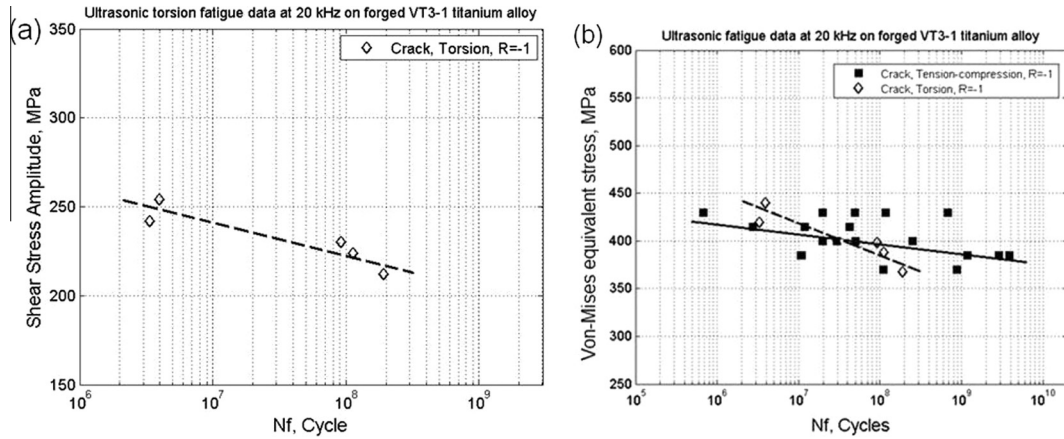 (a)
Ultrasonic torsion fatigue data at 20 kHz on forged VT3-1 titanium alloy
Crack, Torsion, R=-1
Shear Stress Amplitude, MPa
350
300
250
200
150
10^6
10^7
10^8
10^9
Nf, Cycle
(b)
Ultrasonic fatigue data at 20 kHz on forged VT3-1 titanium alloy
Crack, Tension-compression, R=-1
Crack, Torsion, R=-1
Von-Mises equivalent stress, MPa
600
550
500
450
400
350
300
250
10^5
10^6
10^7
10^8
10^9
10^10
Nf, Cycles